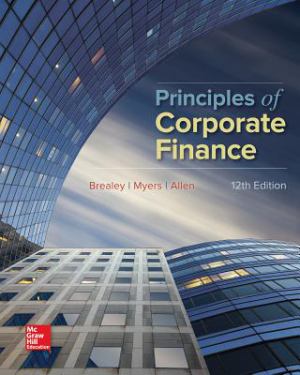 Principles of
Corporate
Finance
Brealey | Myers | Allen
12th Edition
Mc
Graw
Hill
Education